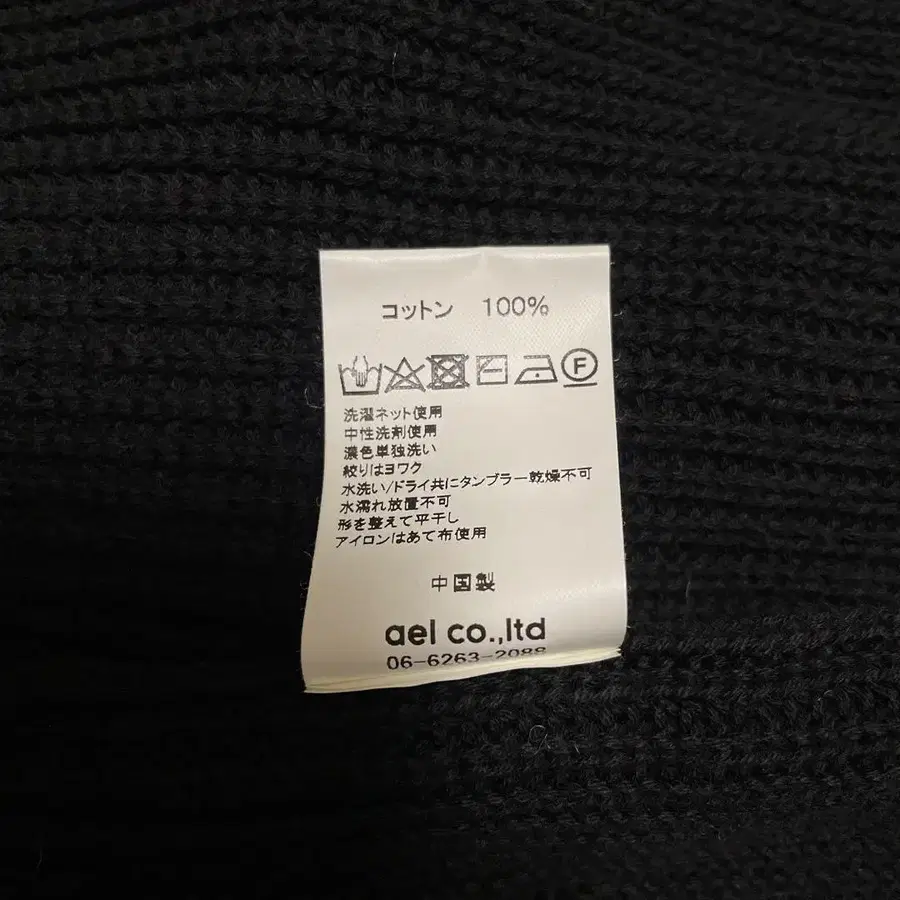 コットン 100%
F
洗濯ネット使用
中性洗剤使用
濃色単独洗い
絞りはヨワク
水洗い/ドライ共にタンブラー乾燥不可
水濡れ放置不可
形を整えて平干し
アイロンはあて布使用
中国製
ael co.,ltd
06-6263-2088